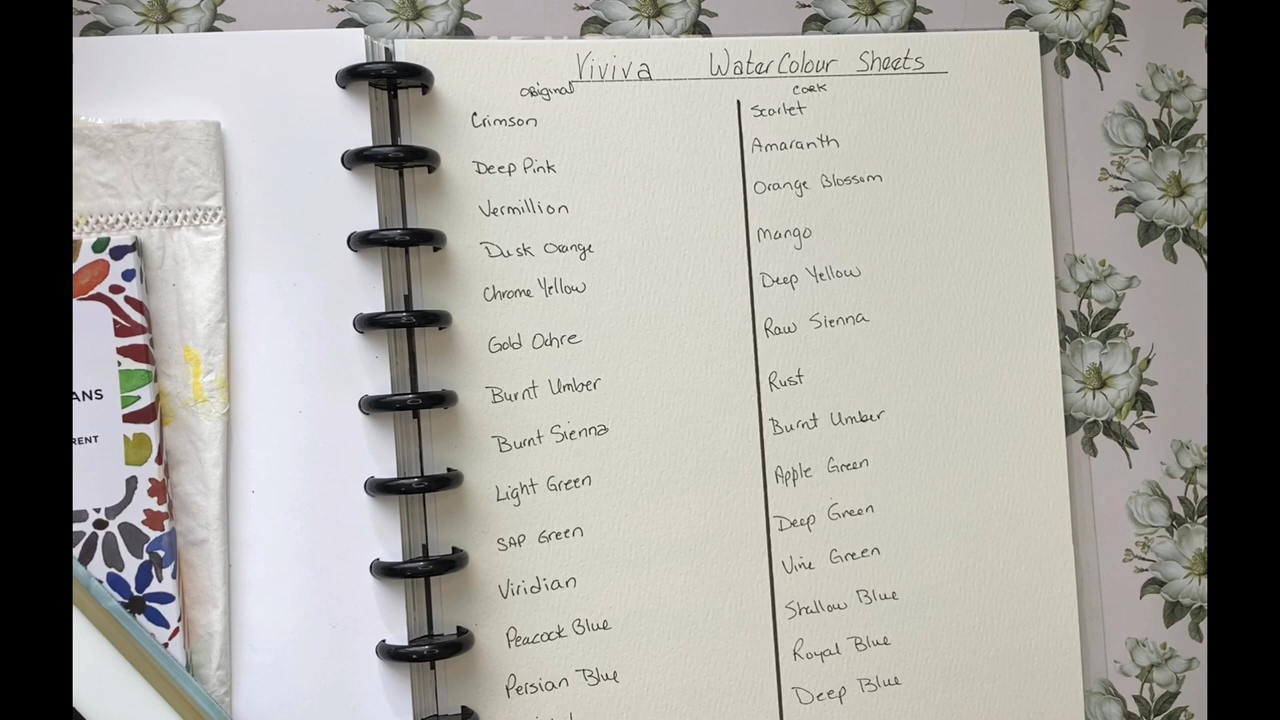 Viviva WaterColour Sheets
Original
Crimson
Deep Pink
Vermillion
Dusk Orange
Chrome Yellow
Gold Ochre
Burnt Umber
Burnt Sienna
Light Green
SAP Green
Viridian
Peacock Blue
Persian Blue
CORK
Scarlet
Amaranth
Orange Blossom
Mango
Deep Yellow
Raw Sienna
Rust
Burnt Umber
Apple Green
Deep Green
Vine Green
Shallow Blue
Royal Blue
Deep Blue
ANS
RENT